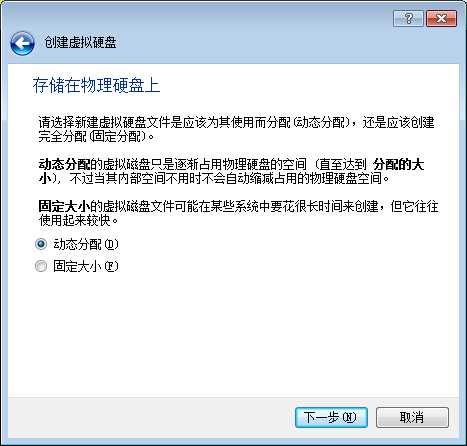 创建虚拟硬盘
存储在物理硬盘上
请选择新建虚拟硬盘文件是应该为其使用而分配(动态分配)，还是应该创建
完全分配(固定分配)。
动态分配的虚拟磁盘只是逐渐占用物理硬盘的空间（直至达到 分配的大
小），不过当其内部空间不用时不会自动缩减占用的物理硬盘空间。
固定大小的虚拟磁盘文件可能在某些系统中要花很长时间来创建，但它往往
使用起来较快。
动态分配(D)
固定大小(F)
下一步(N)
取消